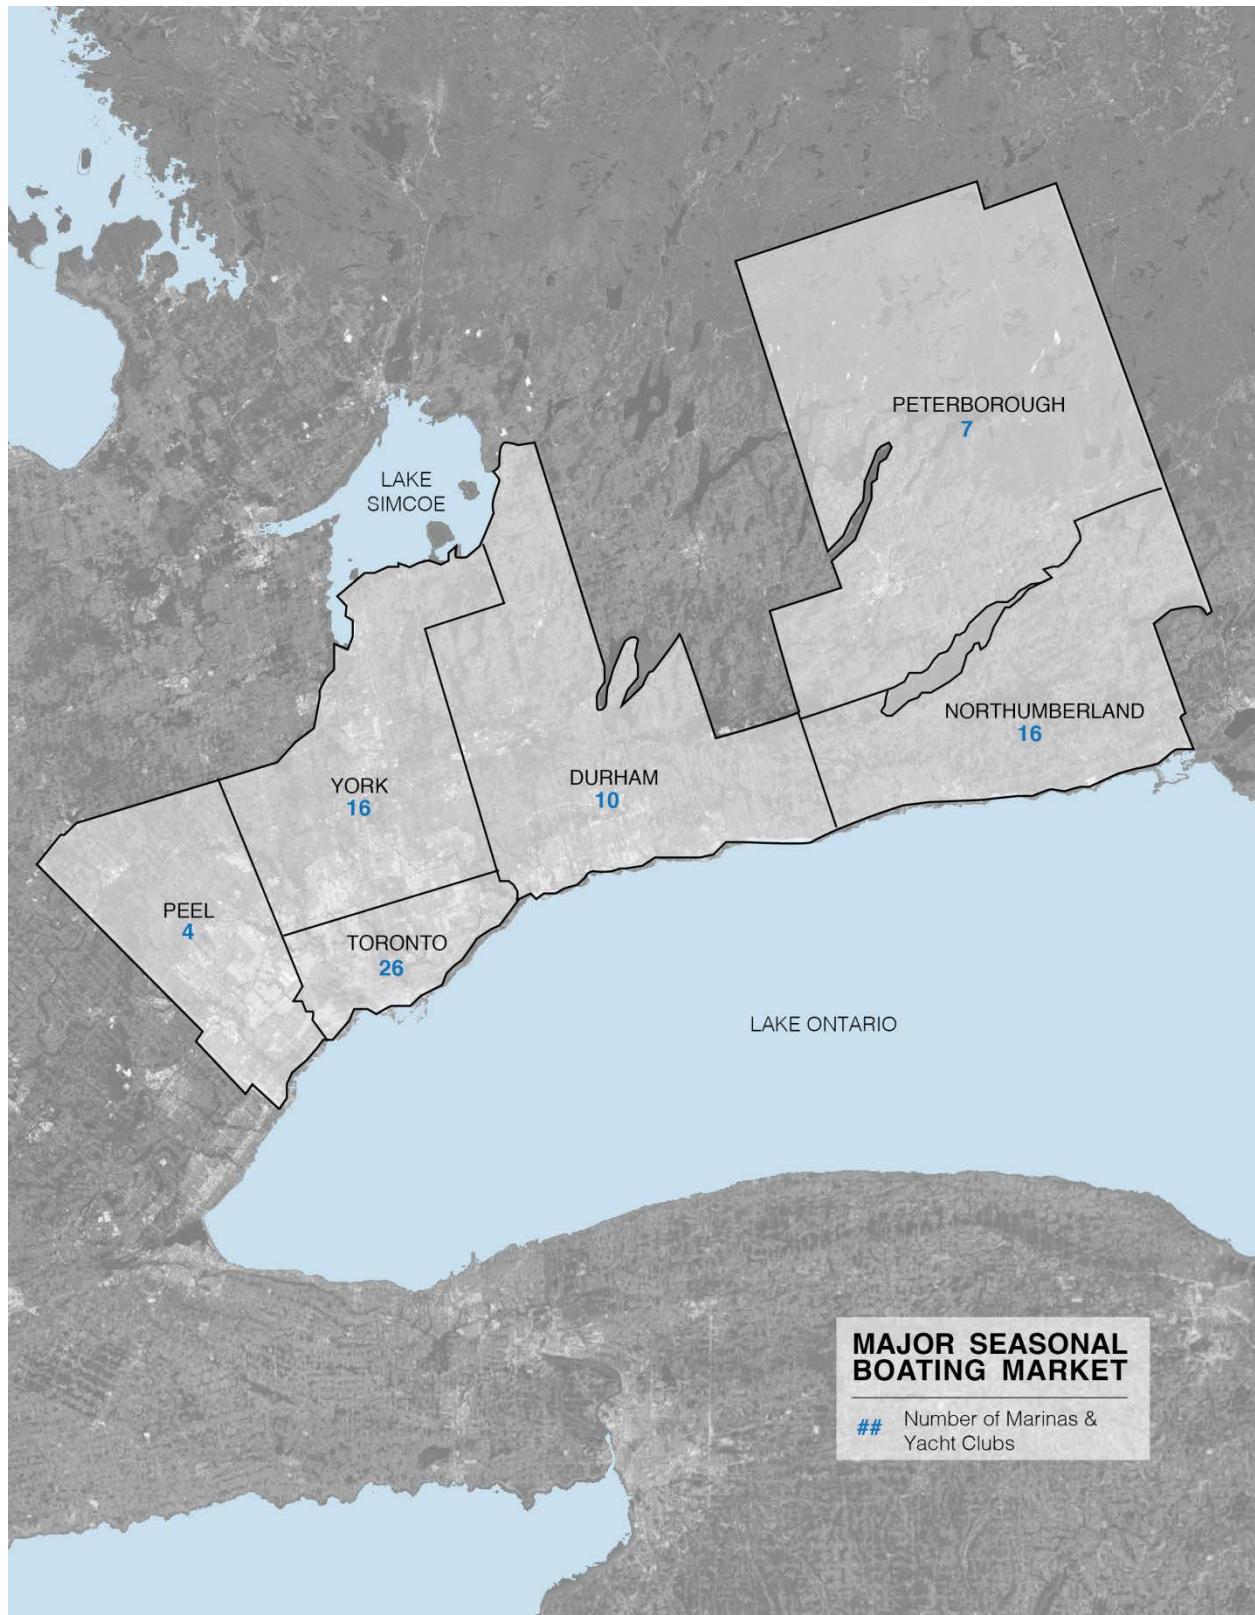 PETERBOROUGH
7
LAKE
SIMCOE
NORTHUMBERLAND
16
YORK
16
DURHAM
10
PEEL
4
TORONTO
26
LAKE ONTARIO
MAJOR SEASONAL
BOATING MARKET
## Number of Marinas &
Yacht Clubs